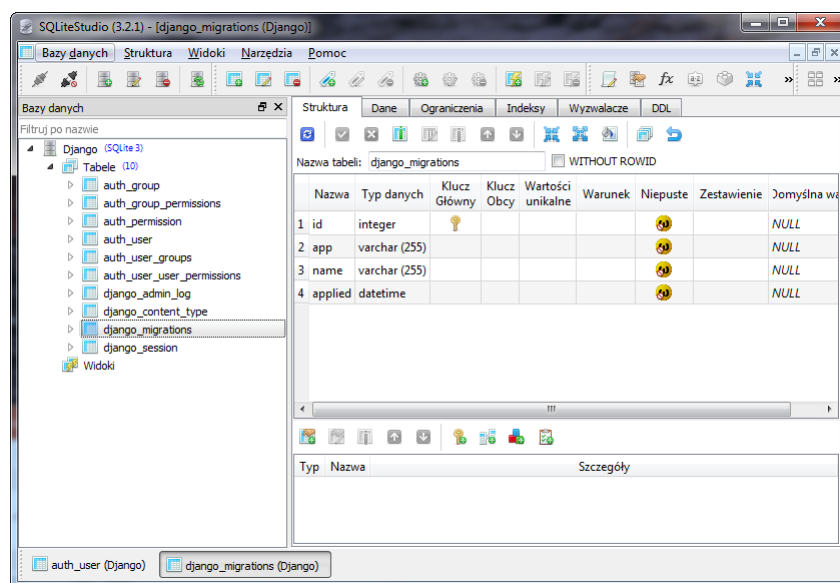 SQLiteStudio (3.2.1) - [django_migrations (Django)]
Bazy danych Struktura Widoki Narzędzia Pomoc
Bazy danych
Filtruj po nazwie
Django (SQLite 3)
Tabele (10)
auth_group
auth_group_permissions
auth_permission
auth_user
auth_user_groups
auth_user_user_permissions
django_admin_log
django_content_type
django_migrations
django_session
Widoki
Struktura Dane Ograniczenia Indeksy Wyzwalacze DDL
Nazwa tabeli: django_migrations WITHOUT ROWID
Nazwa Typ danych Klucz Główny Klucz Obcy Wartości unikalne Warunek Niepuste Zestawienie Domyślna wa
1 id integer NULL
2 app varchar (255) NULL
3 name varchar (255) NULL
4 applied datetime NULL
Typ Nazwa Szczegóły
auth_user (Django) django_migrations (Django)